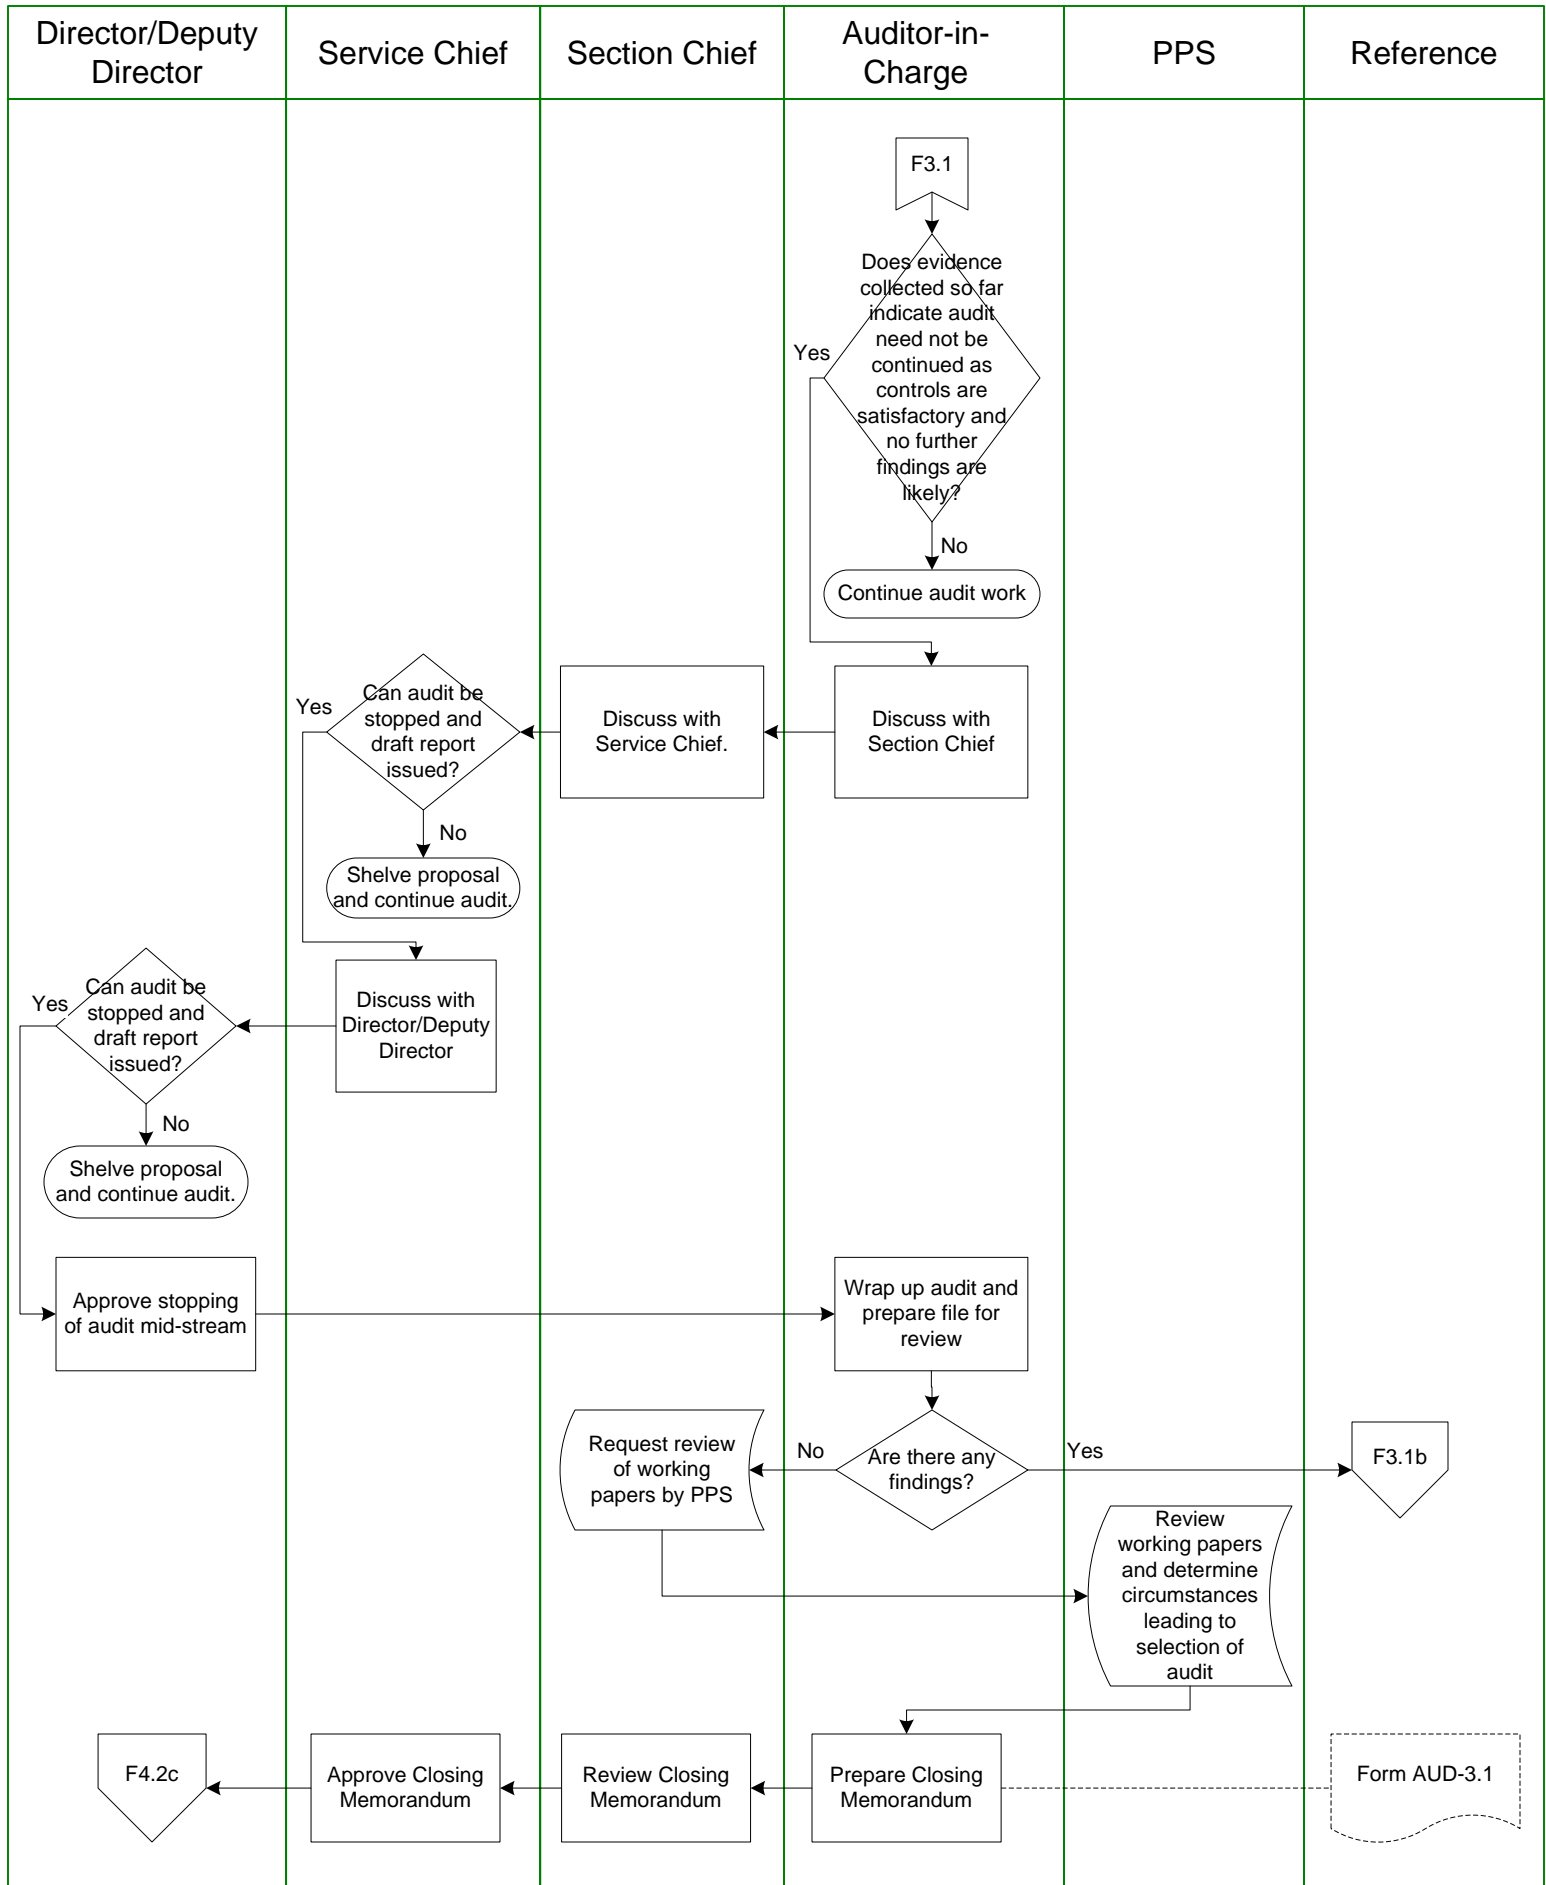 Director/Deputy
Director
Service Chief
Section Chief
Auditor-in-
Charge
PPS
Reference
F3.1
Does evidence
collected so far
indicate audit
need not be
continued as
controls are
satisfactory and
no further
findings are
likely?
Yes
No
Continue audit work
Discuss with
Section Chief
Discuss with
Service Chief.
Can audit be
stopped and
draft report
issued?
Yes
No
Shelve proposal
and continue audit.
Discuss with
Director/Deputy
Director
Can audit be
stopped and
draft report
issued?
Yes
No
Shelve proposal
and continue audit.
Approve stopping
of audit mid-stream
Wrap up audit and
prepare file for
review
Are there any
findings?
No
Yes
F3.1b
Request review
of working
papers by PPS
Review
working papers
and determine
circumstances
leading to
selection of
audit
Prepare Closing
Memorandum
Form AUD-3.1
Review Closing
Memorandum
Approve Closing
Memorandum
F4.2c